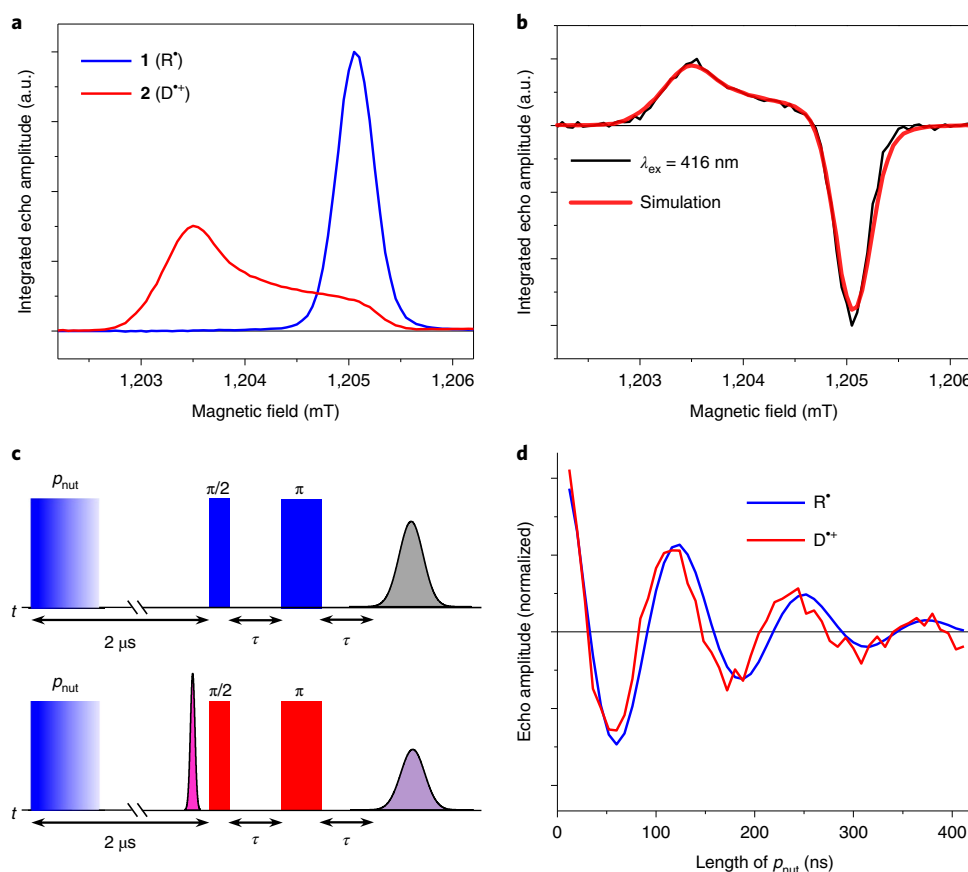 a
1 (R•)
2 (D•+)
Integrated echo amplitude (a.u.)
1,203
1,204
1,205
1,206
Magnetic field (mT)
b
λex = 416 nm
Simulation
Integrated echo amplitude (a.u.)
1,203
1,204
1,205
1,206
Magnetic field (mT)
c
pnut
π/2
π
t
2 μs
τ
τ
pnut
π/2
π
t
2 μs
τ
τ
d
R•
D•+
Echo amplitude (normalized)
0
100
200
300
400
Length of pnut (ns)